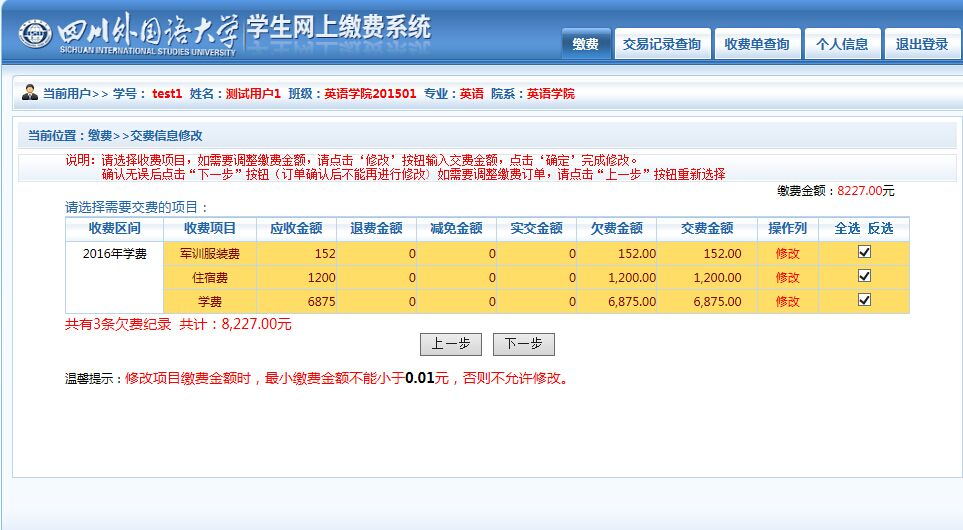 四川外国语大学 学生网上缴费系统
SICHUAN INTERNATIONAL STUDIES UNIVERSITY
缴费 交易记录查询 收费单查询 个人信息 退出登录
当前用户>> 学号： test1 姓名：测试用户1 班级：英语学院201501 专业：英语 院系：英语学院
当前位置：缴费>>交费信息修改
说明：请选择收费项目，如需要调整缴费金额，请点击‘修改’按钮输入交费金额，点击‘确定’完成修改。
确认无误后点击“下一步”按钮（订单确认后不能再进行修改）如需要调整缴费订单，请点击“上一步”按钮重新选择
缴费金额：8227.00元
请选择需要交费的项目：
收费区间 收费项目 应收金额 退费金额 减免金额 实交金额 欠费金额 交费金额 操作列 全选 反选
2016年学费 军训服装费 152 0 0 0 152.00 152.00 修改
住宿费 1200 0 0 0 1,200.00 1,200.00 修改
学费 6875 0 0 0 6,875.00 6,875.00 修改
共有3条欠费纪录 共计：8,227.00元
上一步 下一步
温馨提示：修改项目缴费金额时，最小缴费金额不能小于0.01元，否则不允许修改。